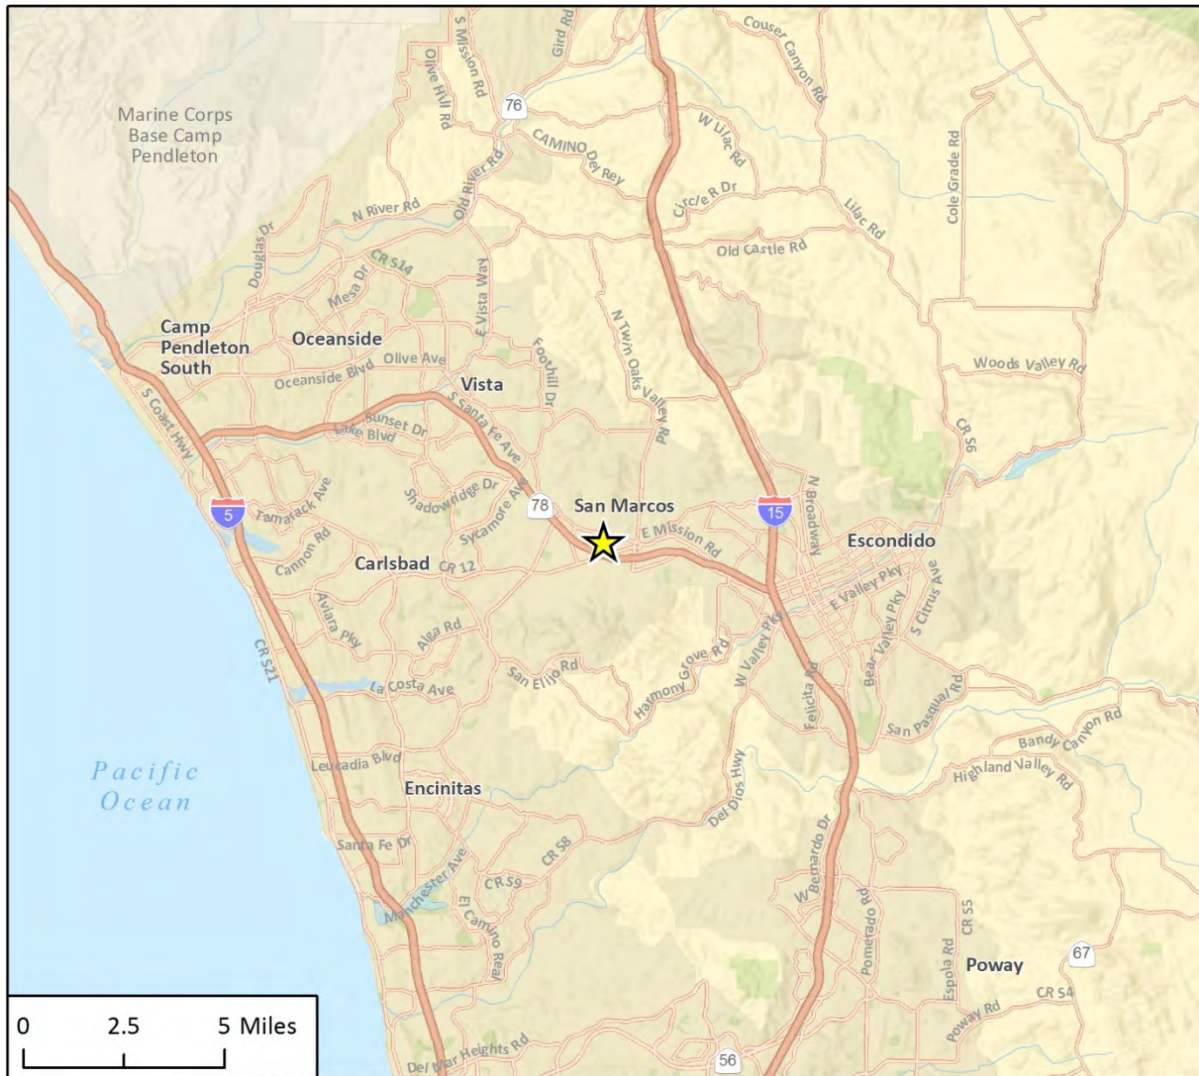 S Mission Rd
Gird Rd
Couser Canyon Rd
Olive Hill Rd
76
Marine Corps
Base Camp
Pendleton
W Lilac Rd
CAMINO Del Rey
Cole Grade Rd
Old River Rd
Circle R Dr
N River Rd
Lilac Rd
Douglas Dr
Old Castle Rd
CR S14
Mesa Dr
E Vista Way
N Twin Oaks Valley Rd
Camp
Pendleton
South
Oceanside
Olive Ave
Foothill Dr
Woods Valley Rd
Oceanside Blvd
Vista
S Coast Hwy
S Santa Fe Ave
Sunset Dr
Lake Blvd
CR S6
Shadowridge Dr
N Broadway
Tamarack Ave
Sycamore Ave
78
San Marcos
5
15
E Mission Rd
Escondido
Cannon Rd
Carlsbad
CR 12
E Valley Pky
S Citrus Ave
Aviara Pky
Alga Rd
Bear Valley Pky
W Valley Pky
CR S21
San Elijo Rd
Harmony Grove Rd
Felicita Rd
La Costa Ave
San Pasqual Rd
Bandy Canyon Rd
Leucadia Blvd
Pacific
Ocean
Highland Valley Rd
Encinitas
Del Dios Hwy
Santa Fe Dr
CR S8
W Bernardo Dr
Manchester Ave
CR S9
El Camino Real
Pomerado Rd
CR S5
Espola Rd
Poway
67
CR S4
Poway Rd
0 2.5 5 Miles
Del Mar Heights Rd
56